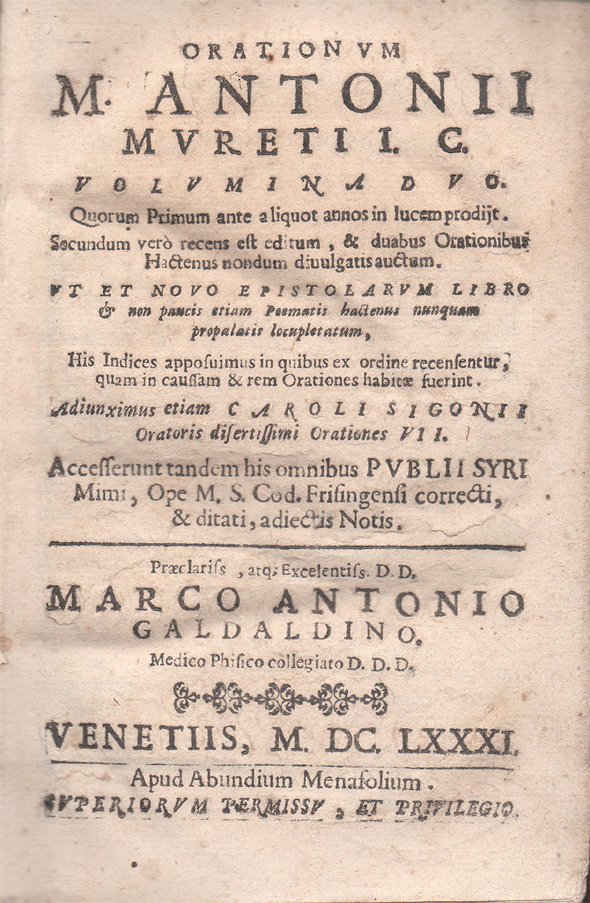 ORATIONVM
M. ANTONII
MVRETI I. C.
VOLVMINA DVO.
Quorum Primum ante aliquot annos in lucem prodijt.
Secundum verò recens est editum, & duabus Orationibus
Hactenus nondum diuulgatis auctum.
VT ET NOVO EPISTOLARVM LIBRO
& non paucis etiam Poematis hactenus nunquam
propalatis locupletatum,
His Indices apposuimus in quibus ex ordine recensentur,
quam in caussam & rem Orationes habitæ fuerint.
Adiunximus etiam CAROLI SIGONII
Oratoris disertissimi Orationes VII.
Accesserunt tandem his omnibus PVBLII SYRI
Mimi, Ope M. S. Cod. Frisingensi correcti,
& ditati, adiectis Notis.
Præclariss, atq; Excelentiss. D. D.
MARCO ANTONIO
GALDALDINO.
Medico Phisico collegiato D. D. D.
VENETIIS, M. DC. LXXXI.
Apud Abundium Menafolium.
SVPERIORVM PERMISSV, ET PRIVILEGIO.